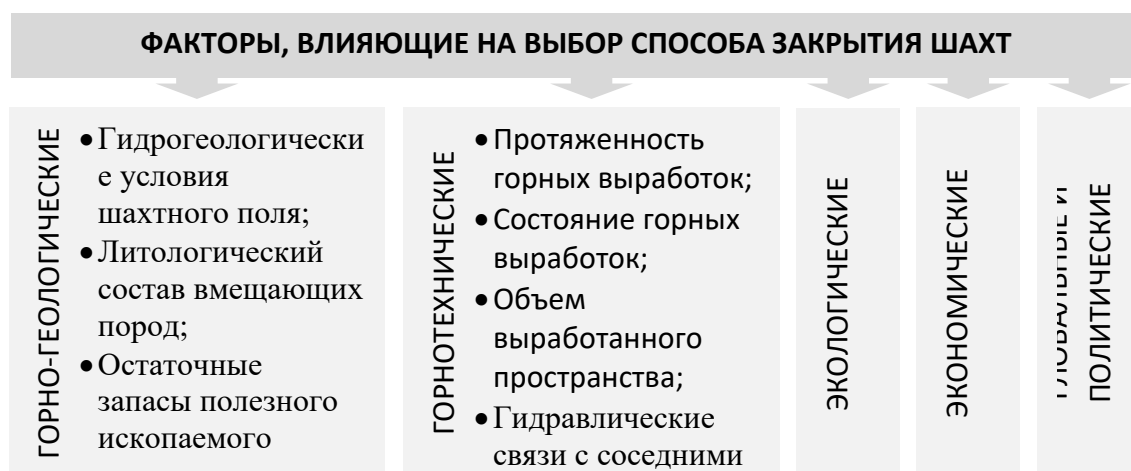 ФАКТОРЫ, ВЛИЯЮЩИЕ НА ВЫБОР СПОСОБА ЗАКРЫТИЯ ШАХТ
ГОРНО-ГЕОЛОГИЧЕСКИЕ
•Гидрогеологически
е условия
шахтного поля;
•Литологический
состав вмещающих
пород;
•Остаточные
запасы полезного
ископаемого
ГОРНОТЕХНИЧЕСКИЕ
•Протяженность
горных выработок;
•Состояние горных
выработок;
•Объем
выработанного
пространства;
•Гидравлические
связи с соседними
ЭКОЛОГИЧЕСКИЕ
ЭКОНОМИЧЕСКИЕ
ГЛОБАЛЬНЫЕ И
ПОЛИТИЧЕСКИЕ